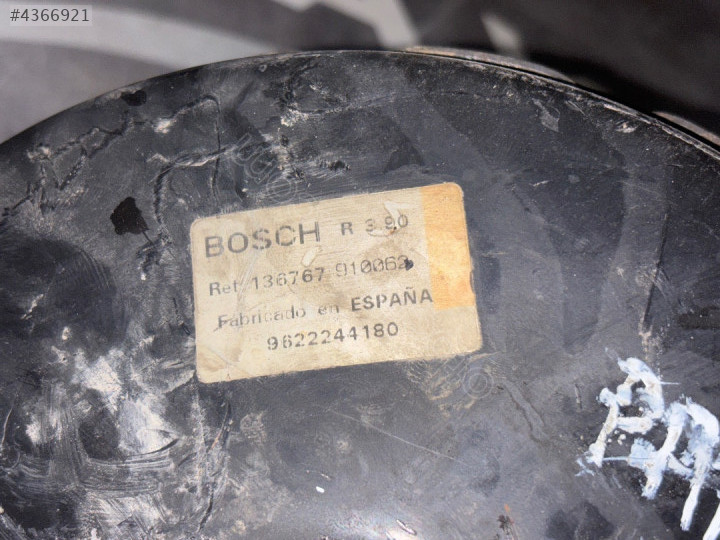 #4366921
BOSCH R 3.90
Ref. 136767 910062
Fabricado en ESPAÑA
9622244180